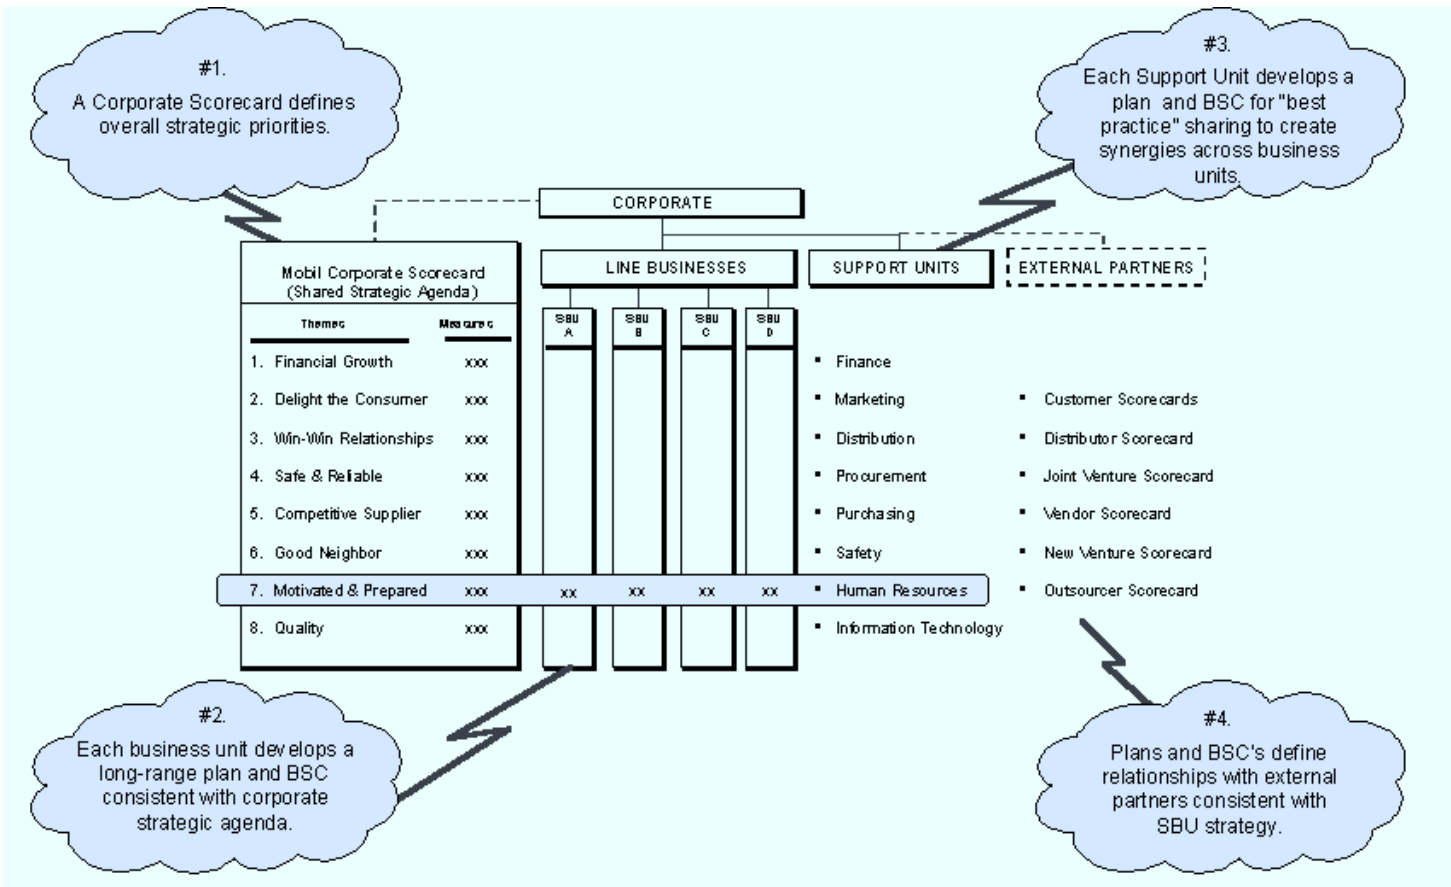 #1.
A Corporate Scorecard defines
overall strategic priorities.
#3.
Each Support Unit develops a
plan and BSC for "best
practice" sharing to create
synergies across business
units.
CORPORATE
Mobil Corporate Scorecard
(Shared Strategic Agenda)
LINE BUSINESSES
SUPPORT UNITS
EXTERNAL PARTNERS
Themes Measures
SBU
A
SBU
B
SBU
C
SBU
D
1. Financial Growth xxx
▪ Finance
2. Delight the Consumer xxx
▪ Marketing
▪ Customer Scorecards
3. Win-Win Relationships xxx
▪ Distribution
▪ Distributor Scorecard
4. Safe & Reliable xxx
▪ Procurement
▪ Joint Venture Scorecard
5. Competitive Supplier xxx
▪ Purchasing
▪ Vendor Scorecard
6. Good Neighbor xxx
▪ Safety
▪ New Venture Scorecard
7. Motivated & Prepared xxx xx xx xx xx
▪ Human Resources
▪ Outsourcer Scorecard
8. Quality xxx
▪ Information Technology
#2.
Each business unit develops a
long-range plan and BSC
consistent with corporate
strategic agenda.
#4.
Plans and BSC's define
relationships with external
partners consistent with
SBU strategy.